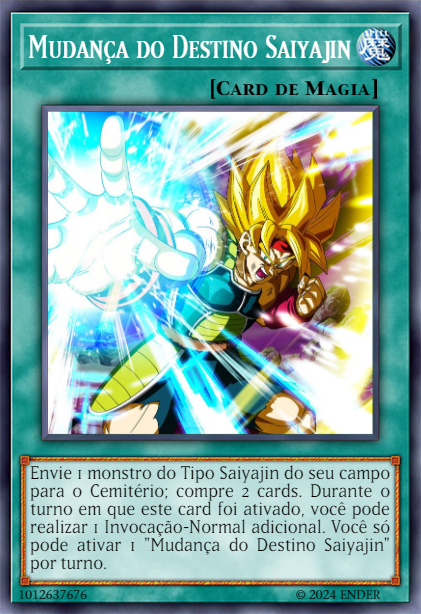 Mudança do Destino Saiyajin 魔
[Card de Magia]
Envie 1 monstro do Tipo Saiyajin do seu campo
para o Cemitério; compre 2 cards. Durante o
turno em que este card foi ativado, você pode
realizar 1 Invocação-Normal adicional. Você só
pode ativar 1 "Mudança do Destino Saiyajin"
por turno.
1012637676 © 2024 ENDER